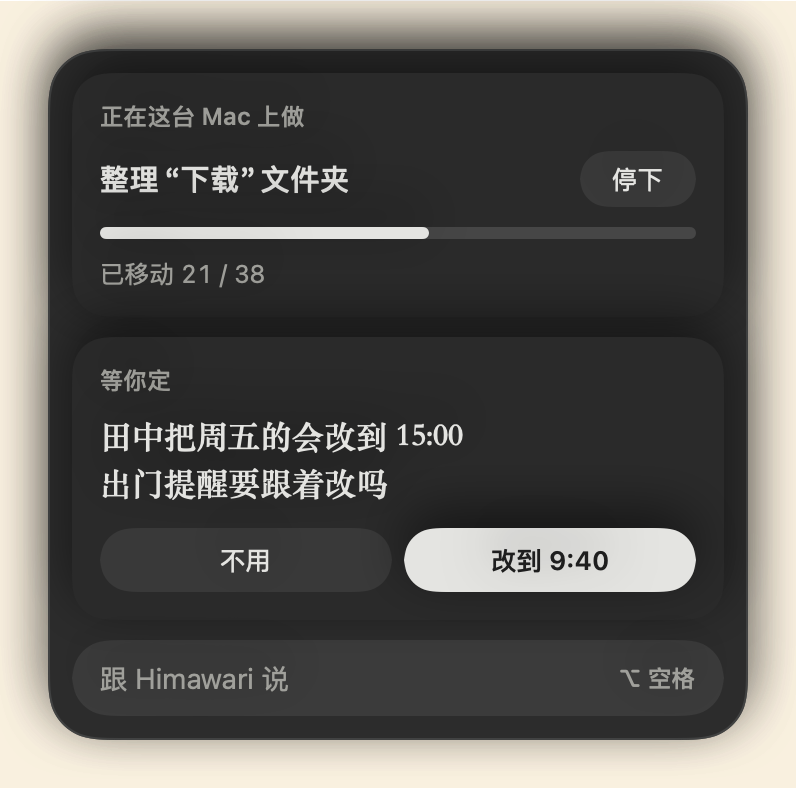 正在这台 Mac 上做
整理 “下载” 文件夹
停下
已移动 21 / 38
等你定
田中把周五的会改到 15:00
出门提醒要跟着改吗
不用
改到 9:40
跟 Himawari 说
⌥ 空格